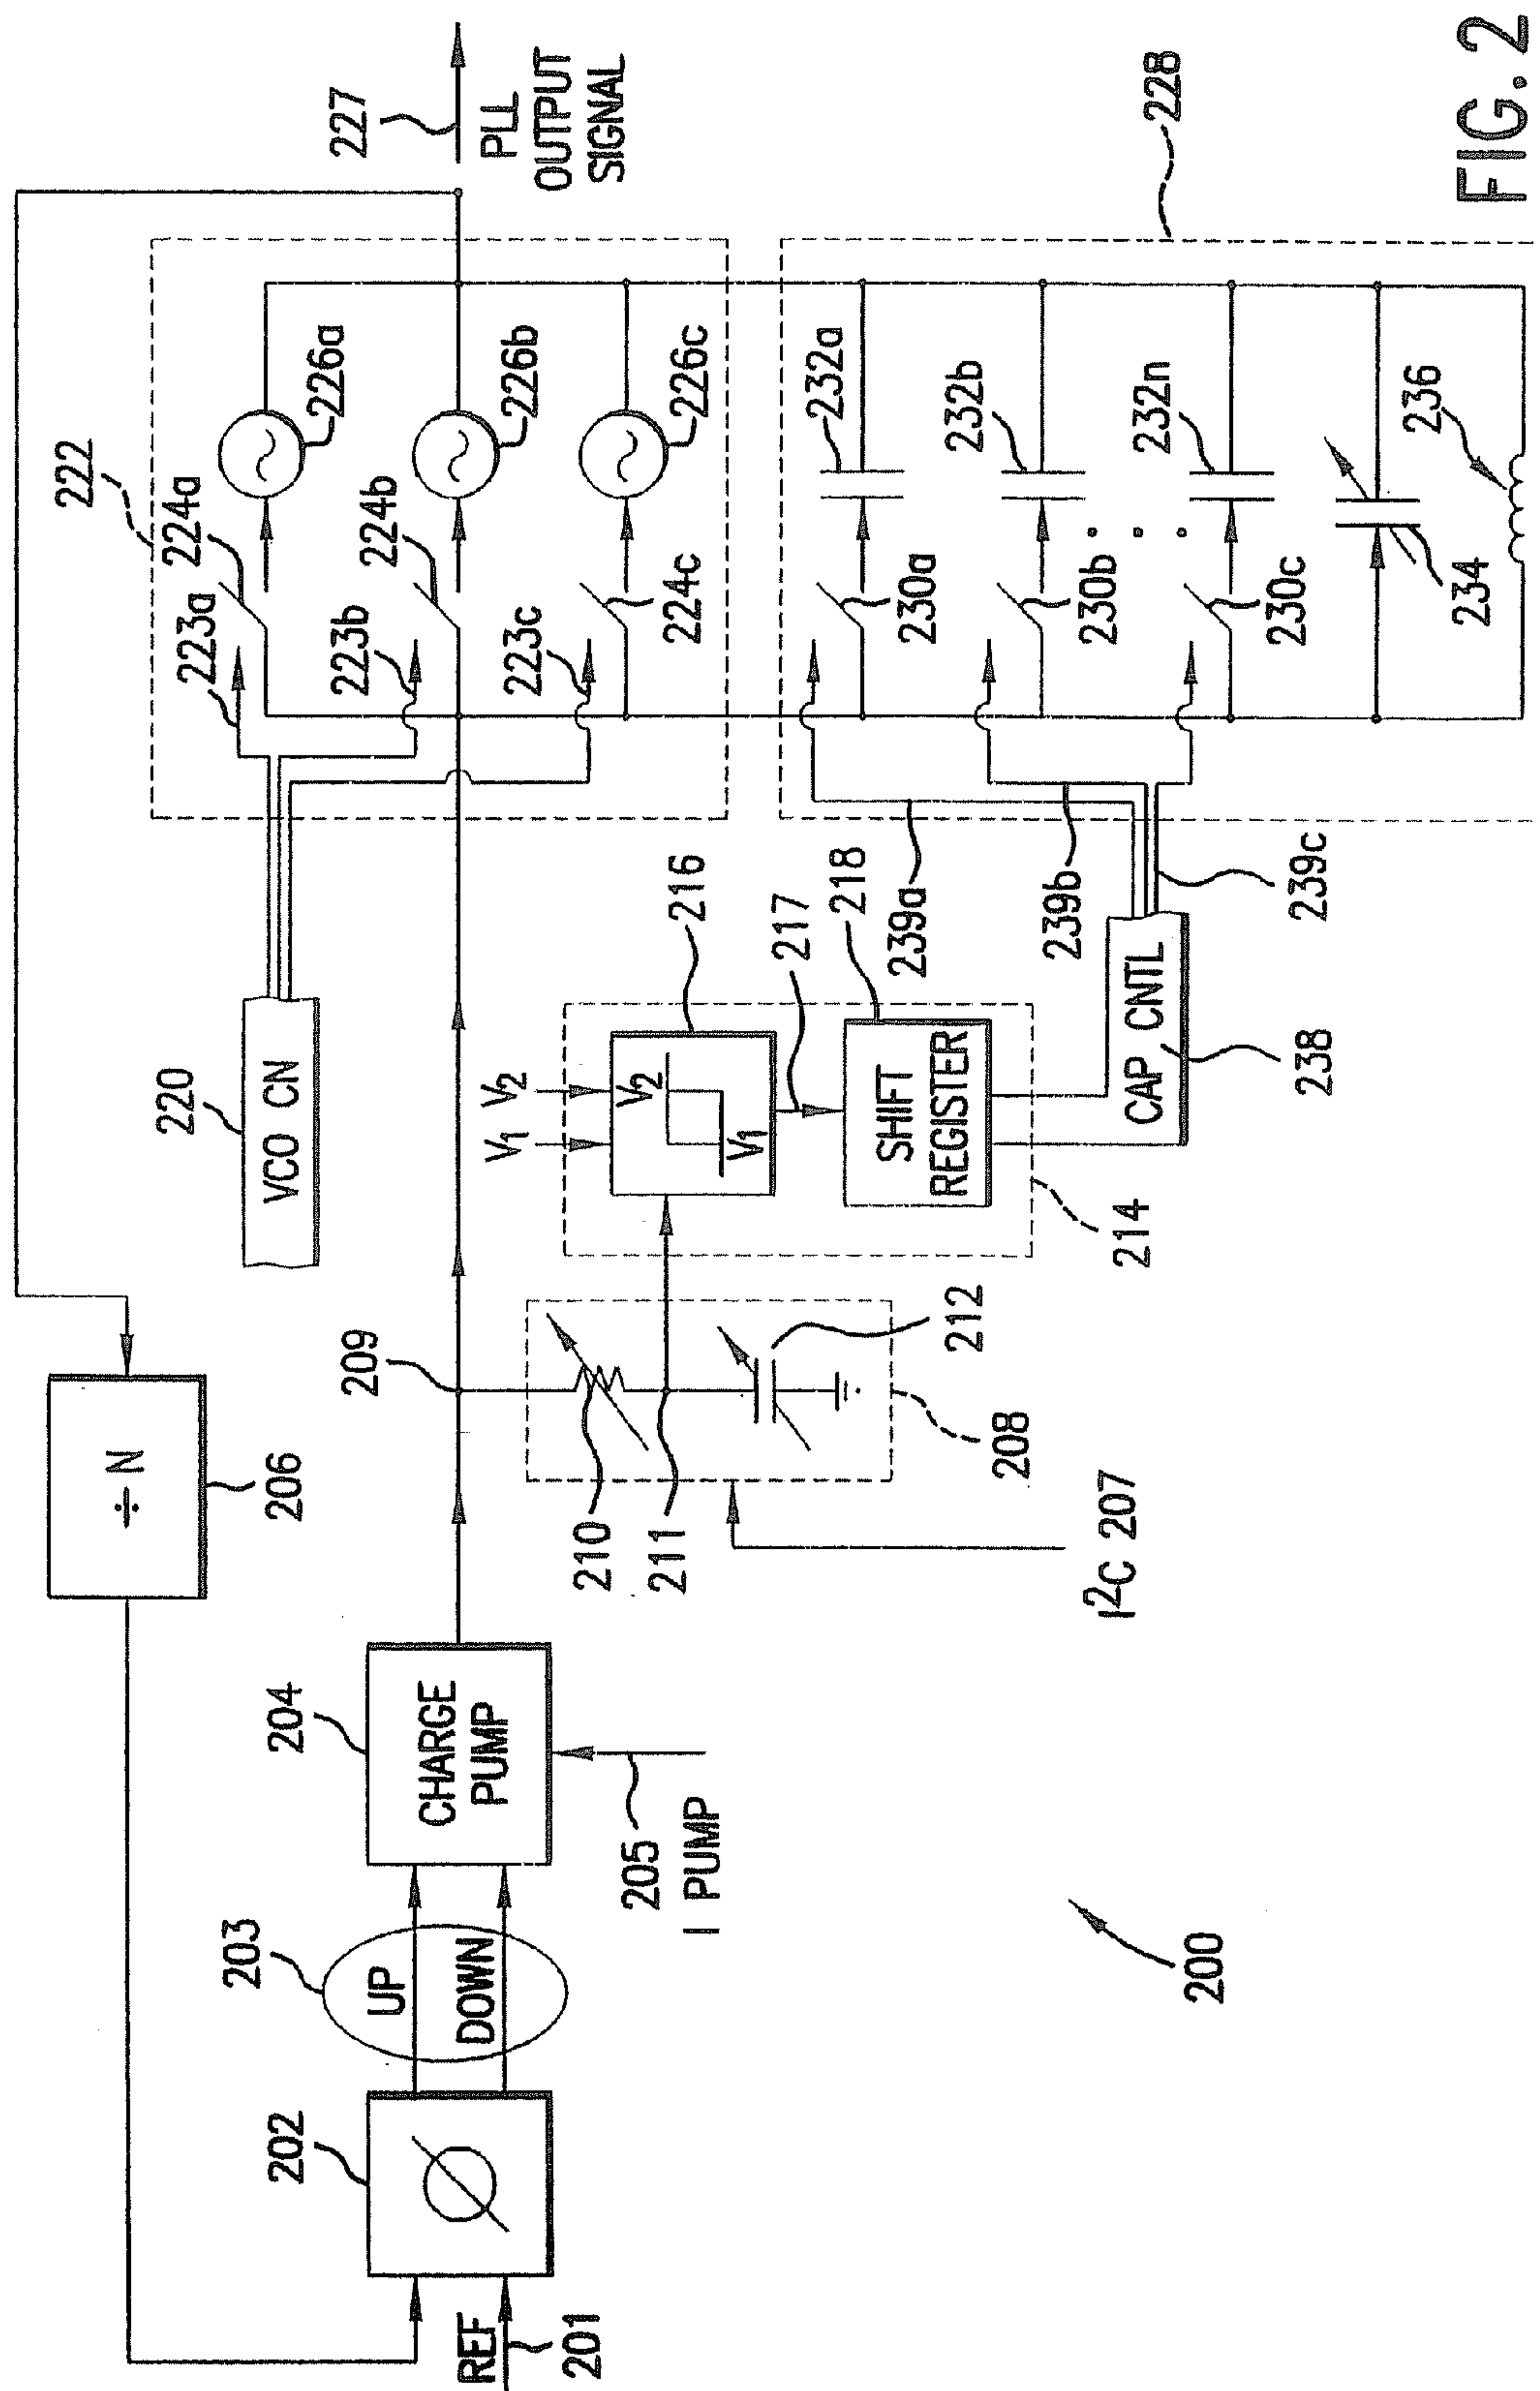 222
224a
223a
226a
227
PLL
OUTPUT
SIGNAL
220
VCO CN
224b
223b
226b
223c
224c
226c
206
÷ N
209
V1
V2
V2
V1
216
217
218
SHIFT
REGISTER
214
210
211
212
208
I2C 207
204
CHARGE
PUMP
205
I PUMP
203
UP
DOWN
202
REF
201
239a
239b
239c
CAP CNTL
238
230a
232a
230b
232b
230c
232n
234
236
228
200
FIG. 2